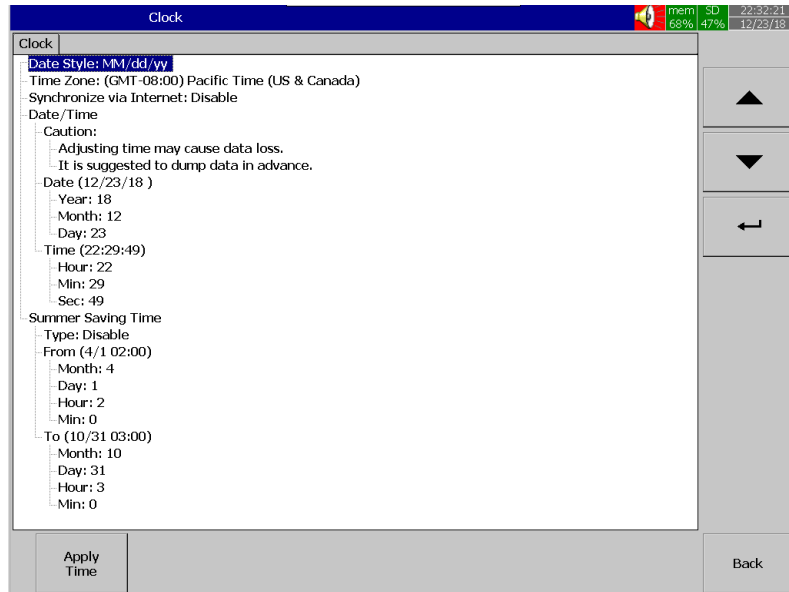 Clock
mem 68%
SD 47%
22:32:21
12/23/18
Clock
Date Style: MM/dd/yy
Time Zone: (GMT-08:00) Pacific Time (US & Canada)
Synchronize via Internet: Disable
Date/Time
Caution:
Adjusting time may cause data loss.
It is suggested to dump data in advance.
Date (12/23/18 )
Year: 18
Month: 12
Day: 23
Time (22:29:49)
Hour: 22
Min: 29
Sec: 49
Summer Saving Time
Type: Disable
From (4/1 02:00)
Month: 4
Day: 1
Hour: 2
Min: 0
To (10/31 03:00)
Month: 10
Day: 31
Hour: 3
Min: 0
Apply
Time
Back